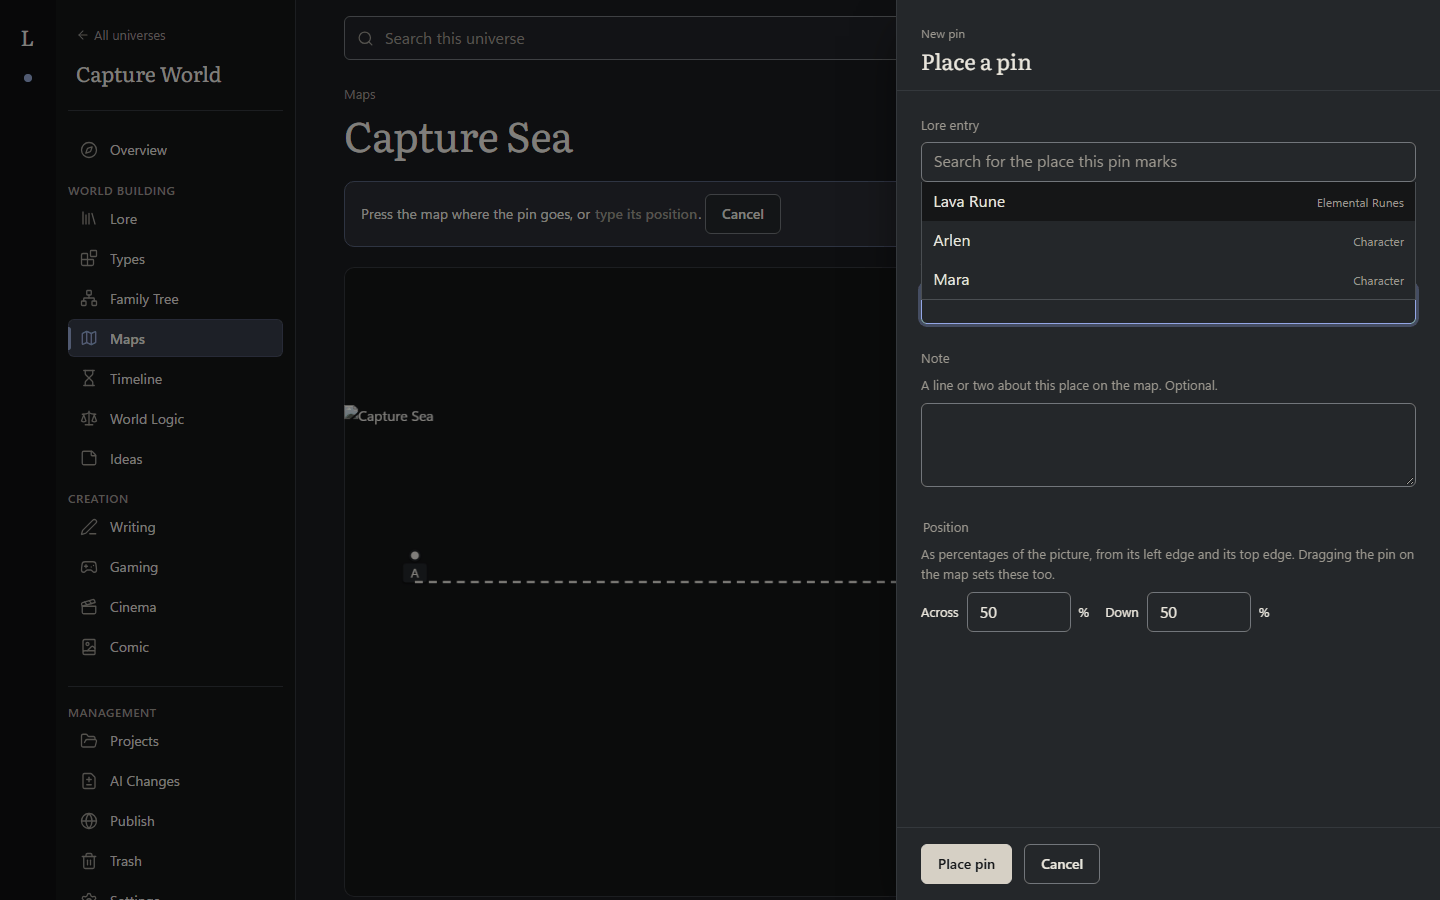 L
All universes
Capture World
Overview
WORLD BUILDING
Lore
Types
Family Tree
Maps
Timeline
World Logic
Ideas
CREATION
Writing
Gaming
Cinema
Comic
MANAGEMENT
Projects
AI Changes
Publish
Trash
Settings
Search this universe
Maps
Capture Sea
Press the map where the pin goes, or type its position. Cancel
Capture Sea
A
New pin
Place a pin
Lore entry
Search for the place this pin marks
Lava Rune Elemental Runes
Arlen Character
Mara Character
Note
A line or two about this place on the map. Optional.
Position
As percentages of the picture, from its left edge and its top edge. Dragging the pin on
the map sets these too.
Across 50 % Down 50 %
Place pin Cancel